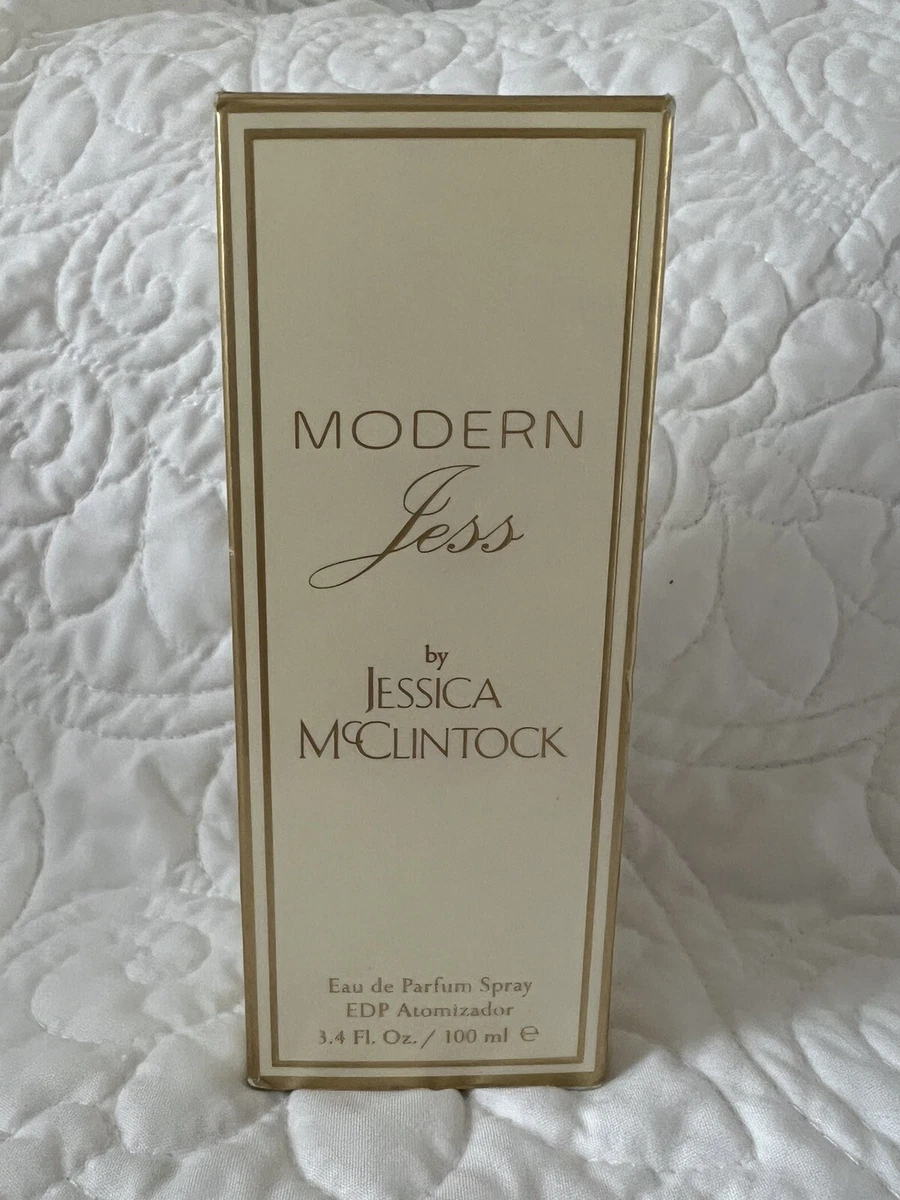 MODERN
Jess
by
JESSICA
McCLINTOCK
Eau de Parfum Spray
EDP Atomizador
3.4 Fl. Oz. / 100 ml ℮